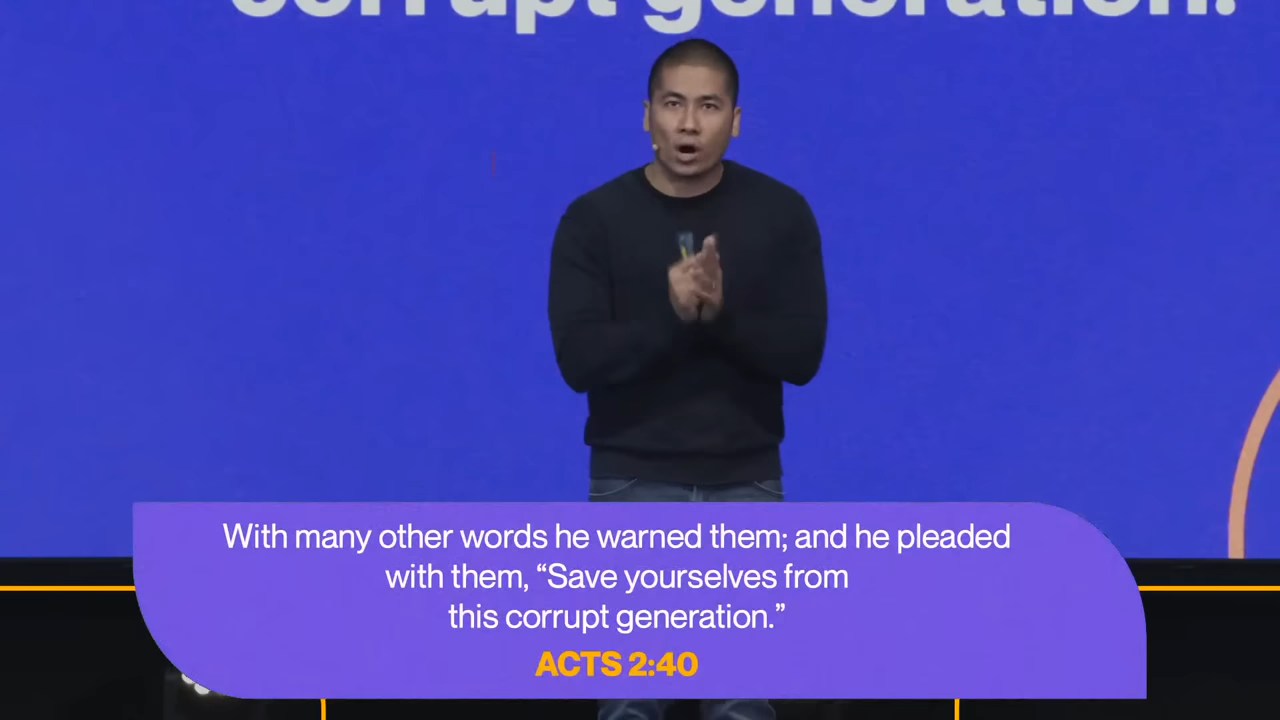 corrupt generation.
With many other words he warned them; and he pleaded
with them, “Save yourselves from
this corrupt generation.”
ACTS 2:40